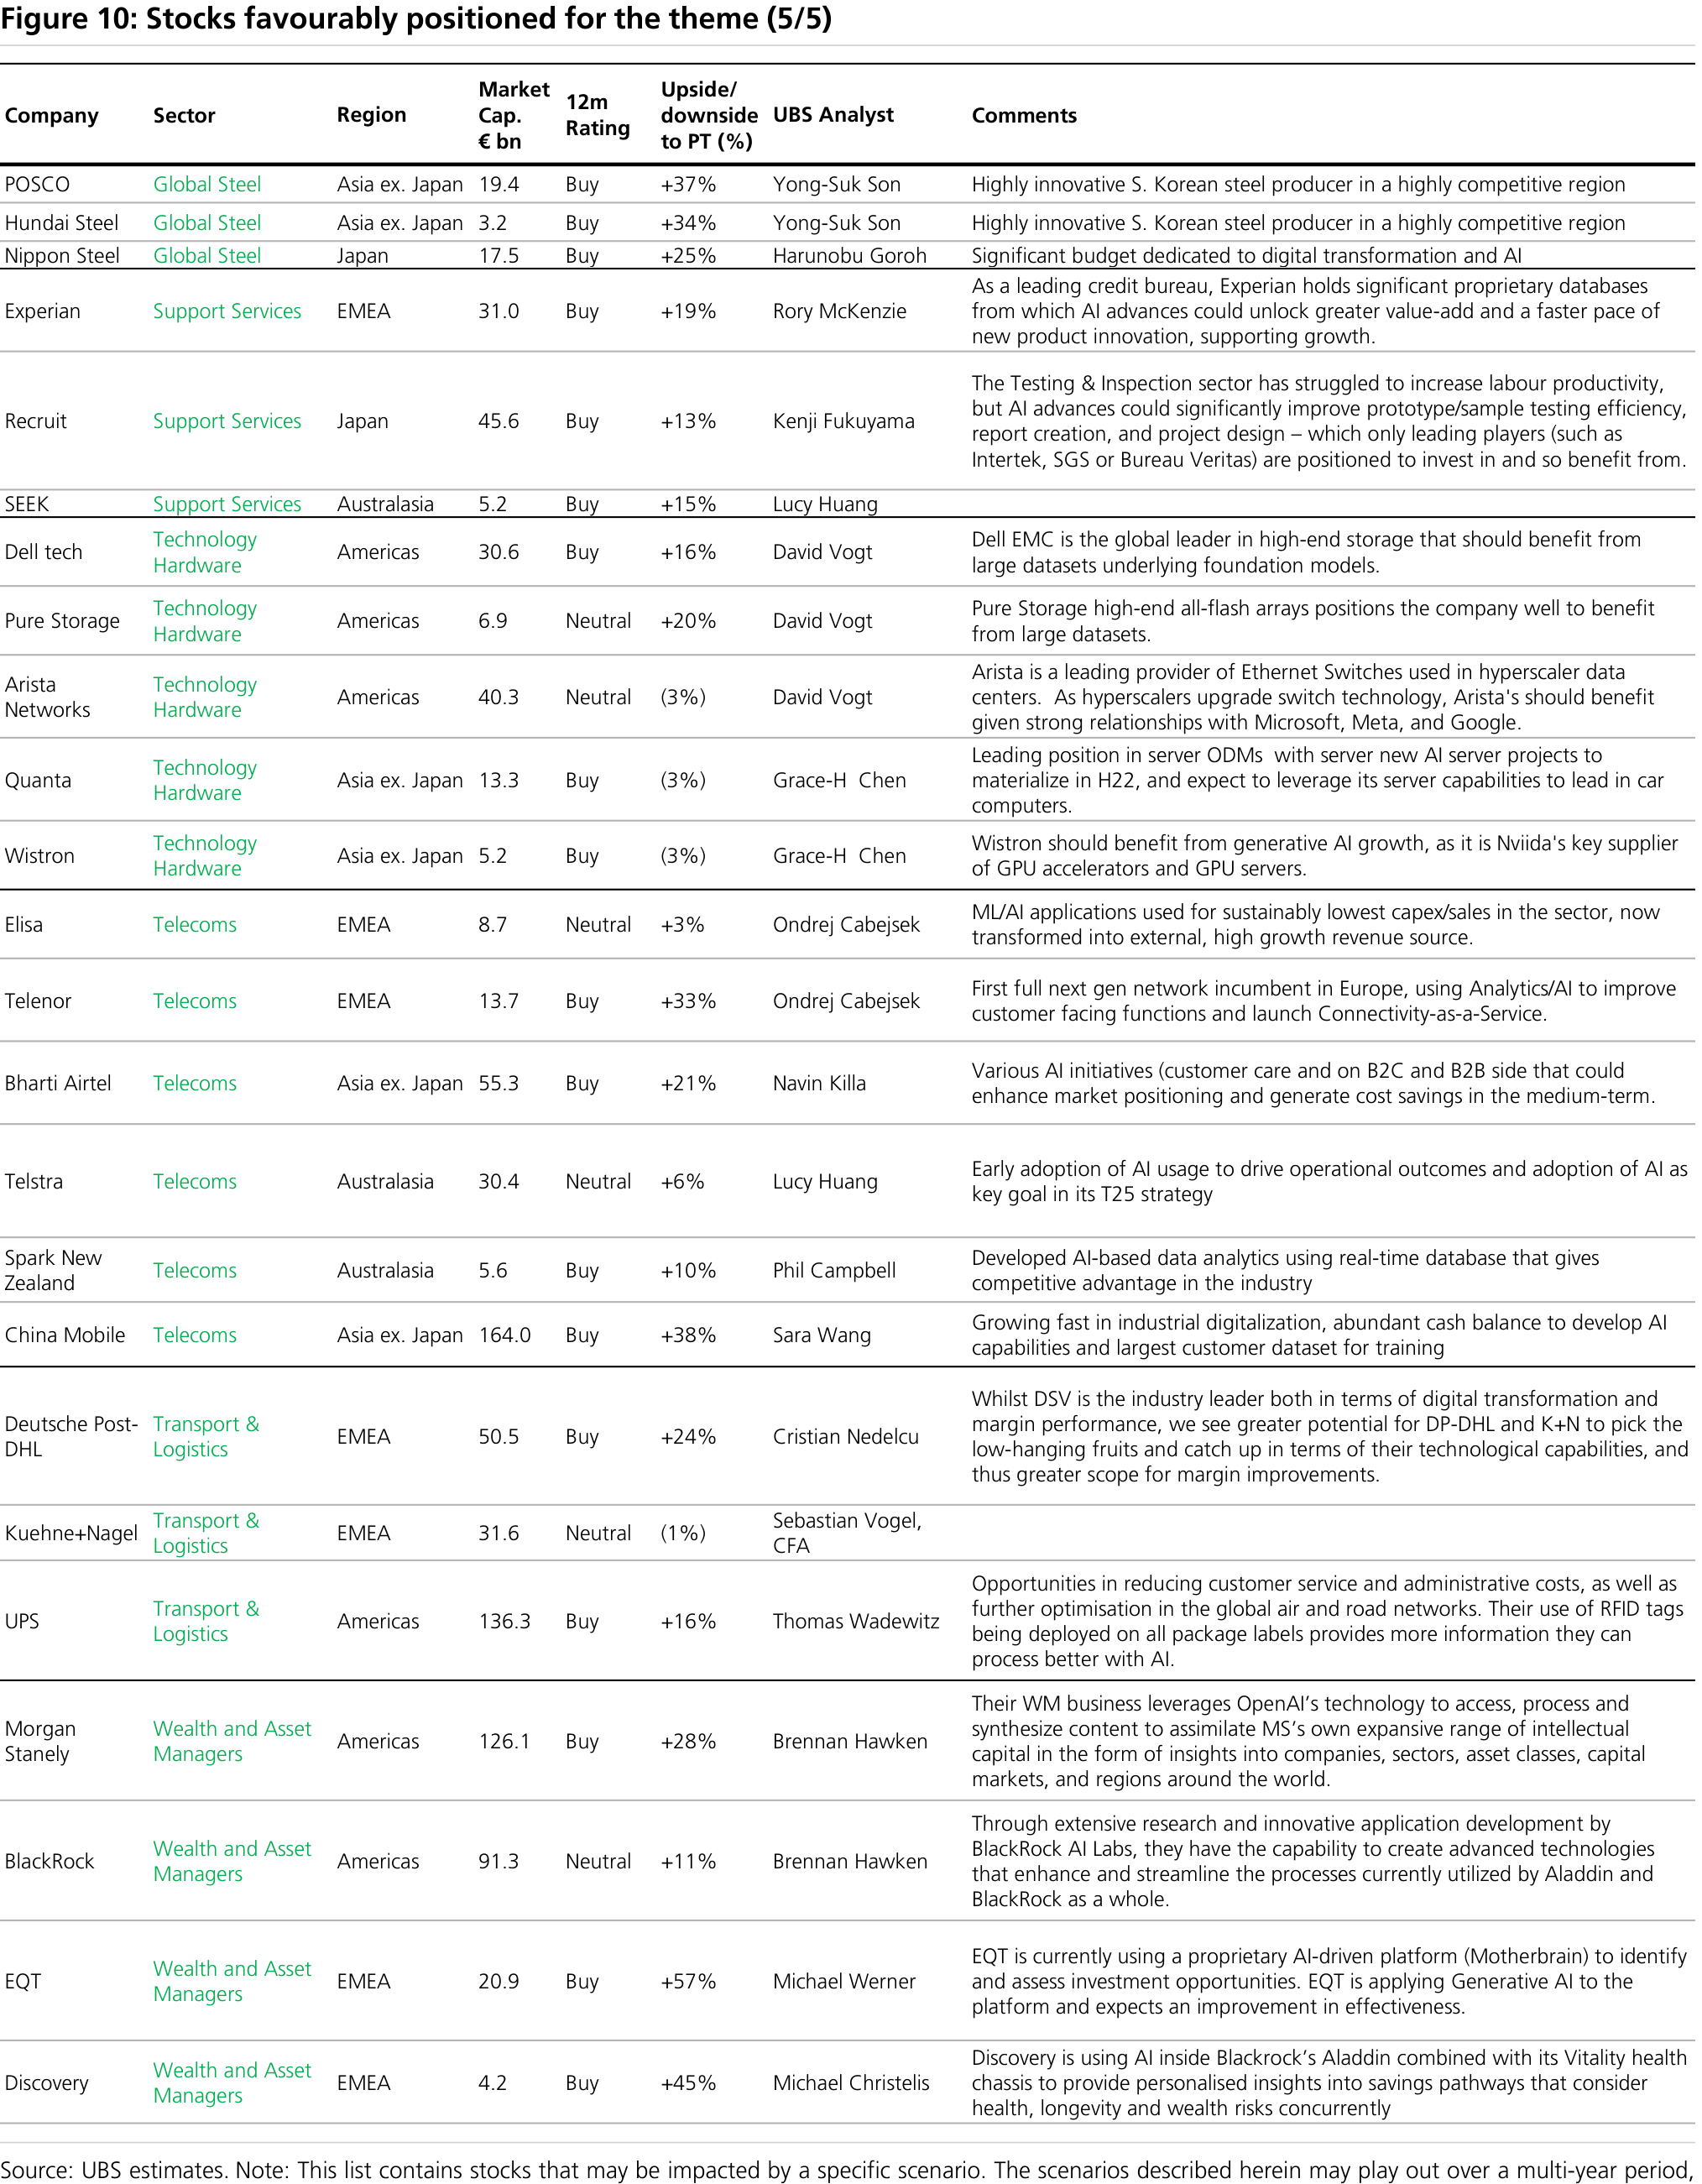 Figure 10: Stocks favourably positioned for the theme (5/5)
Company Sector Region Market Cap. € bn 12m Rating Upside/ downside to PT (%) UBS Analyst Comments
POSCO Global Steel Asia ex. Japan 19.4 Buy +37% Yong-Suk Son Highly innovative S. Korean steel producer in a highly competitive region
Hundai Steel Global Steel Asia ex. Japan 3.2 Buy +34% Yong-Suk Son Highly innovative S. Korean steel producer in a highly competitive region
Nippon Steel Global Steel Japan 17.5 Buy +25% Harunobu Goroh Significant budget dedicated to digital transformation and AI
Experian Support Services EMEA 31.0 Buy +19% Rory McKenzie As a leading credit bureau, Experian holds significant proprietary databases
from which AI advances could unlock greater value-add and a faster pace of
new product innovation, supporting growth.
Recruit Support Services Japan 45.6 Buy +13% Kenji Fukuyama The Testing & Inspection sector has struggled to increase labour productivity,
but AI advances could significantly improve prototype/sample testing efficiency,
report creation, and project design – which only leading players (such as
Intertek, SGS or Bureau Veritas) are positioned to invest in and so benefit from.
SEEK Support Services Australasia 5.2 Buy +15% Lucy Huang
Dell tech Technology Hardware Americas 30.6 Buy +16% David Vogt Dell EMC is the global leader in high-end storage that should benefit from
large datasets underlying foundation models.
Pure Storage Technology Hardware Americas 6.9 Neutral +20% David Vogt Pure Storage high-end all-flash arrays positions the company well to benefit
from large datasets.
Arista Networks Technology Hardware Americas 40.3 Neutral (3%) David Vogt Arista is a leading provider of Ethernet Switches used in hyperscaler data
centers.  As hyperscalers upgrade switch technology, Arista's should benefit
given strong relationships with Microsoft, Meta, and Google.
Quanta Technology Hardware Asia ex. Japan 13.3 Buy (3%) Grace-H  Chen Leading position in server ODMs  with server new AI server projects to
materialize in H22, and expect to leverage its server capabilities to lead in car
computers.
Wistron Technology Hardware Asia ex. Japan 5.2 Buy (3%) Grace-H  Chen Wistron should benefit from generative AI growth, as it is Nviida's key supplier
of GPU accelerators and GPU servers.
Elisa Telecoms EMEA 8.7 Neutral +3% Ondrej Cabejsek ML/AI applications used for sustainably lowest capex/sales in the sector, now
transformed into external, high growth revenue source.
Telenor Telecoms EMEA 13.7 Buy +33% Ondrej Cabejsek First full next gen network incumbent in Europe, using Analytics/AI to improve
customer facing functions and launch Connectivity-as-a-Service.
Bharti Airtel Telecoms Asia ex. Japan 55.3 Buy +21% Navin Killa Various AI initiatives (customer care and on B2C and B2B side that could
enhance market positioning and generate cost savings in the medium-term.
Telstra Telecoms Australasia 30.4 Neutral +6% Lucy Huang Early adoption of AI usage to drive operational outcomes and adoption of AI as
key goal in its T25 strategy
Spark New Zealand Telecoms Australasia 5.6 Buy +10% Phil Campbell Developed AI-based data analytics using real-time database that gives
competitive advantage in the industry
China Mobile Telecoms Asia ex. Japan 164.0 Buy +38% Sara Wang Growing fast in industrial digitalization, abundant cash balance to develop AI
capabilities and largest customer dataset for training
Deutsche Post-DHL Transport & Logistics EMEA 50.5 Buy +24% Cristian Nedelcu Whilst DSV is the industry leader both in terms of digital transformation and
margin performance, we see greater potential for DP-DHL and K+N to pick the
low-hanging fruits and catch up in terms of their technological capabilities, and
thus greater scope for margin improvements.
Kuehne+Nagel Transport & Logistics EMEA 31.6 Neutral (1%) Sebastian Vogel, CFA
UPS Transport & Logistics Americas 136.3 Buy +16% Thomas Wadewitz Opportunities in reducing customer service and administrative costs, as well as
further optimisation in the global air and road networks. Their use of RFID tags
being deployed on all package labels provides more information they can
process better with AI.
Morgan Stanely Wealth and Asset Managers Americas 126.1 Buy +28% Brennan Hawken Their WM business leverages OpenAI’s technology to access, process and
synthesize content to assimilate MS’s own expansive range of intellectual
capital in the form of insights into companies, sectors, asset classes, capital
markets, and regions around the world.
BlackRock Wealth and Asset Managers Americas 91.3 Neutral +11% Brennan Hawken Through extensive research and innovative application development by
BlackRock AI Labs, they have the capability to create advanced technologies
that enhance and streamline the processes currently utilized by Aladdin and
BlackRock as a whole.
EQT Wealth and Asset Managers EMEA 20.9 Buy +57% Michael Werner EQT is currently using a proprietary AI-driven platform (Motherbrain) to identify
and assess investment opportunities. EQT is applying Generative AI to the
platform and expects an improvement in effectiveness.
Discovery Wealth and Asset Managers EMEA 4.2 Buy +45% Michael Christelis Discovery is using AI inside Blackrock’s Aladdin combined with its Vitality health
chassis to provide personalised insights into savings pathways that consider
health, longevity and wealth risks concurrently
Source: UBS estimates. Note: This list contains stocks that may be impacted by a specific scenario. The scenarios described herein may play out over a multi-year period,